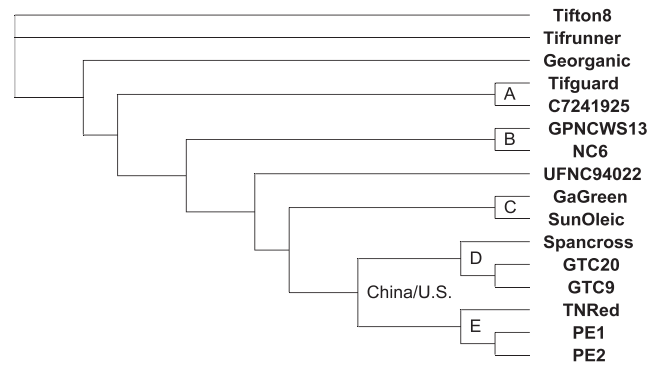 Tifton8
Tifrunner
Georganic
Tifguard
A
C7241925
GPNCWS13
B
NC6
UFNC94022
GaGreen
C
SunOleic
Spancross
D
GTC20
GTC9
China/U.S.
TNRed
E
PE1
PE2